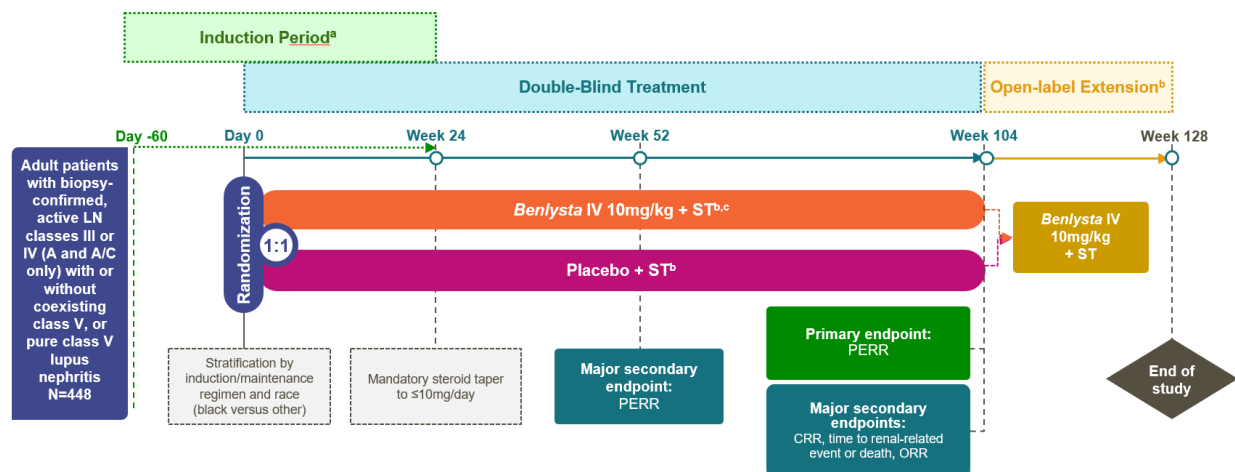 Induction Periodᵃ
Double-Blind Treatment
Open-label Extensionᵇ
Day -60
Day 0
Week 24
Week 52
Week 104
Week 128
Adult patients
with biopsy-
confirmed,
active LN
classes III or
IV (A and A/C
only) with or
without
coexisting
class V, or
pure class V
lupus
nephritis
N=448
Randomization
1:1
Benlysta IV 10mg/kg + STᵇ,ᶜ
Placebo + STᵇ
Benlysta IV
10mg/kg
+ ST
Stratification by
induction/maintenance
regimen and race
(black versus other)
Mandatory steroid taper
to ≤10mg/day
Major secondary
endpoint:
PERR
Primary endpoint:
PERR
Major secondary
endpoints:
CRR, time to renal-related
event or death, ORR
End of
study